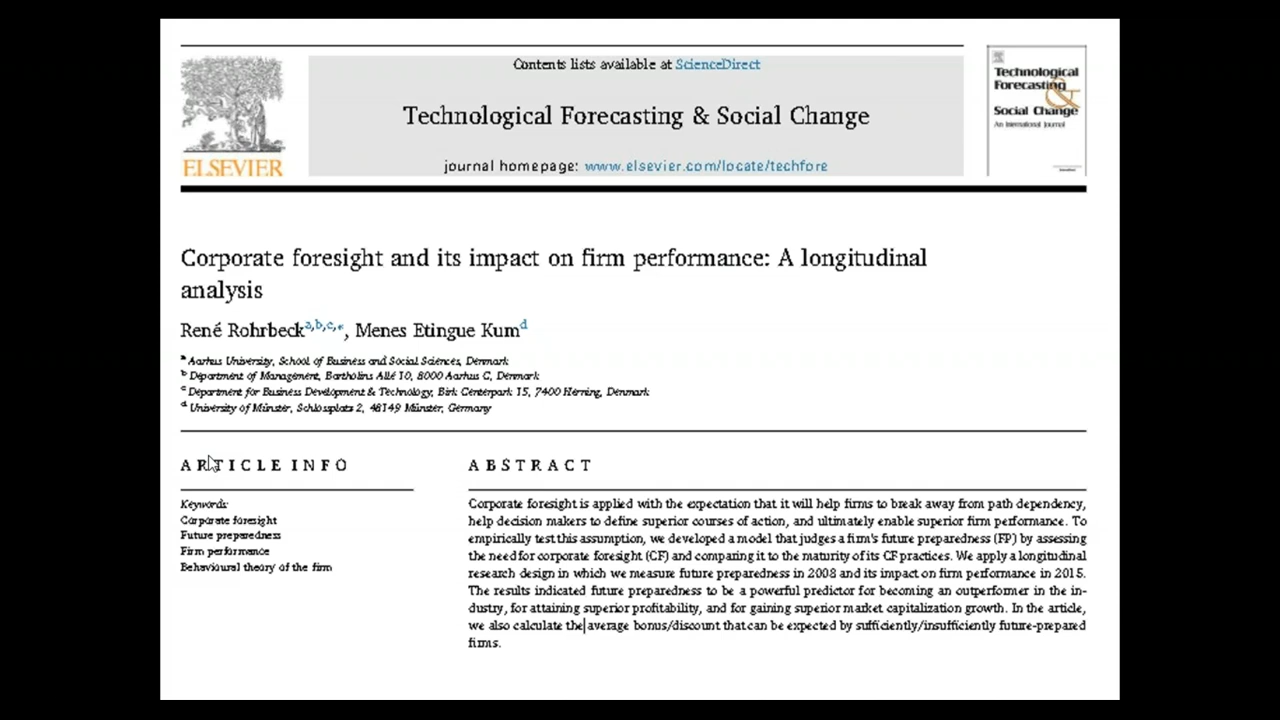 Contents lists available at ScienceDirect
Technological Forecasting & Social Change
journal homepage: www.elsevier.com/locate/techfore
ELSEVIER
Technological
Forecasting
&
Social Change
An International Journal
Corporate foresight and its impact on firm performance: A longitudinal
analysis
René Rohrbeck a,b,c,*, Menes Etingue Kum d
a Aarhus University, School of Business and Social Sciences, Denmark
b Department of Management, Bartholins Allé 10, 8000 Aarhus C, Denmark
c Department for Business Development & Technology, Birk Centerpark 15, 7400 Herning, Denmark
d University of Münster, Schlossplatz 2, 48149 Münster, Germany
ARTICLE INFO
Keywords:
Corporate foresight
Future preparedness
Firm performance
Behavioural theory of the firm
ABSTRACT
Corporate foresight is applied with the expectation that it will help firms to break away from path dependency,
help decision makers to define superior courses of action, and ultimately enable superior firm performance. To
empirically test this assumption, we developed a model that judges a firm's future preparedness (FP) by assessing
the need for corporate foresight (CF) and comparing it to the maturity of its CF practices. We apply a longitudinal
research design in which we measure future preparedness in 2008 and its impact on firm performance in 2015.
The results indicated future preparedness to be a powerful predictor for becoming an outperformer in the in-
dustry, for attaining superior profitability, and for gaining superior market capitalization growth. In the article,
we also calculate the average bonus/discount that can be expected by sufficiently/insufficiently future-prepared
firms.